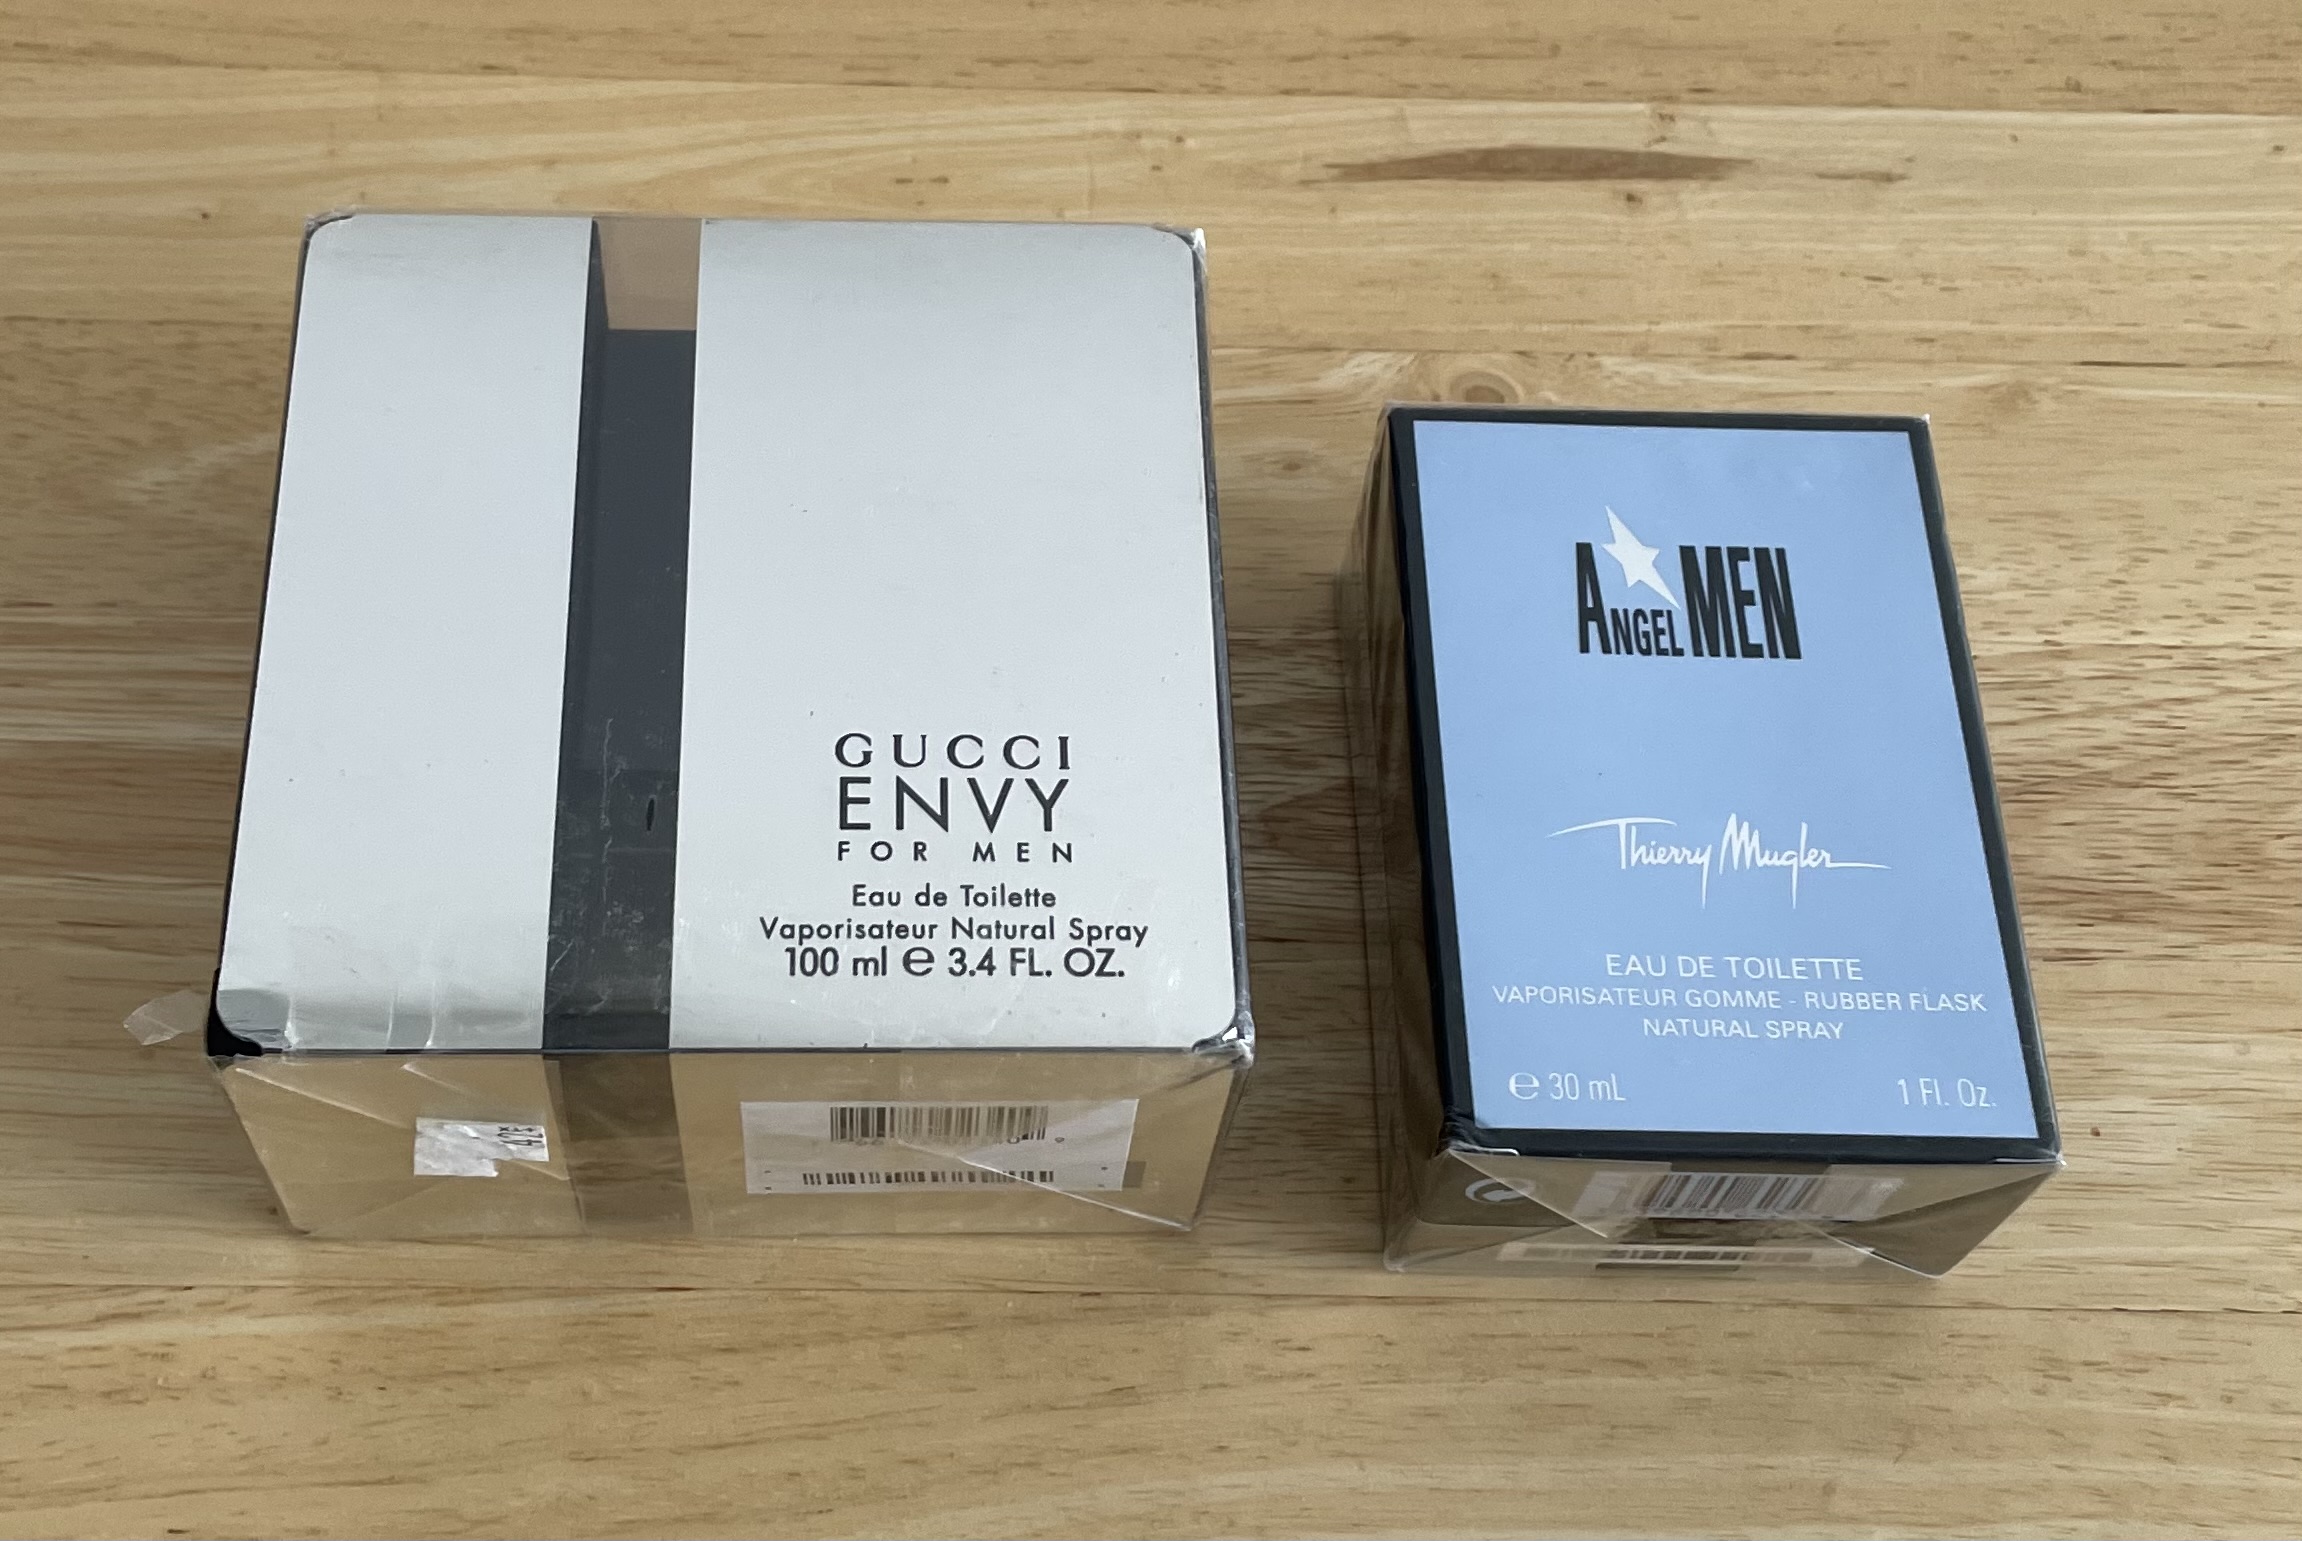 GUCCI
ENVY
FOR MEN
Eau de Toilette
Vaporisateur Natural Spray
100 ml e 3.4 FL. OZ.
ANGEL MEN
Thierry Mugler
EAU DE TOILETTE
VAPORISATEUR GOMME - RUBBER FLASK
NATURAL SPRAY
e 30 mL 1 Fl. Oz.